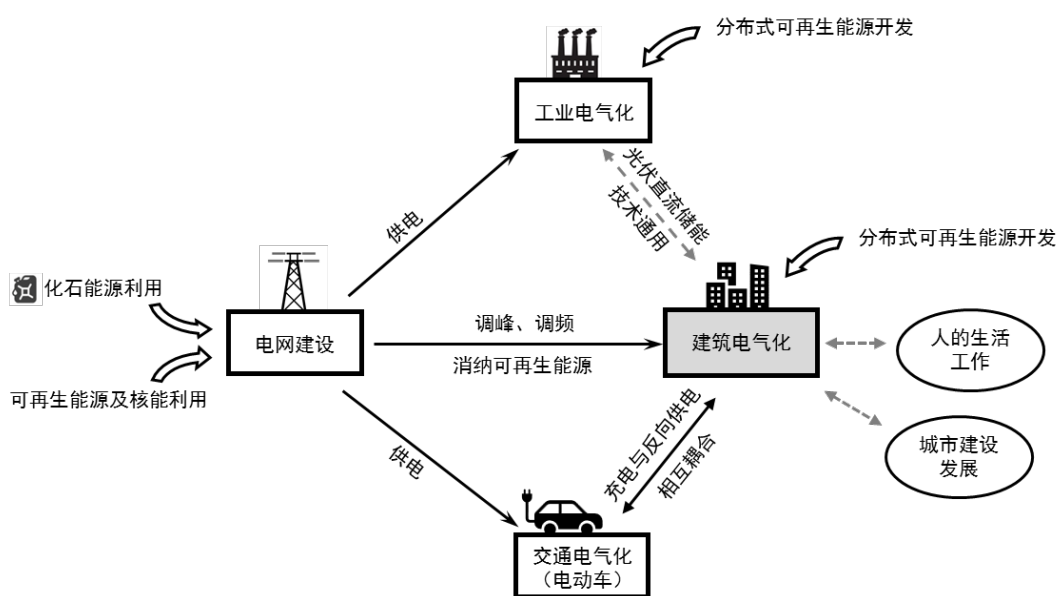 分布式可再生能源开发
工业电气化
光伏直流储能
技术通用
供电
分布式可再生能源开发
化石能源利用
电网建设
调峰、调频
消纳可再生能源
建筑电气化
人的生活
工作
可再生能源及核能利用
供电
充电与反向供电
相互耦合
城市建设
发展
交通电气化
（电动车）